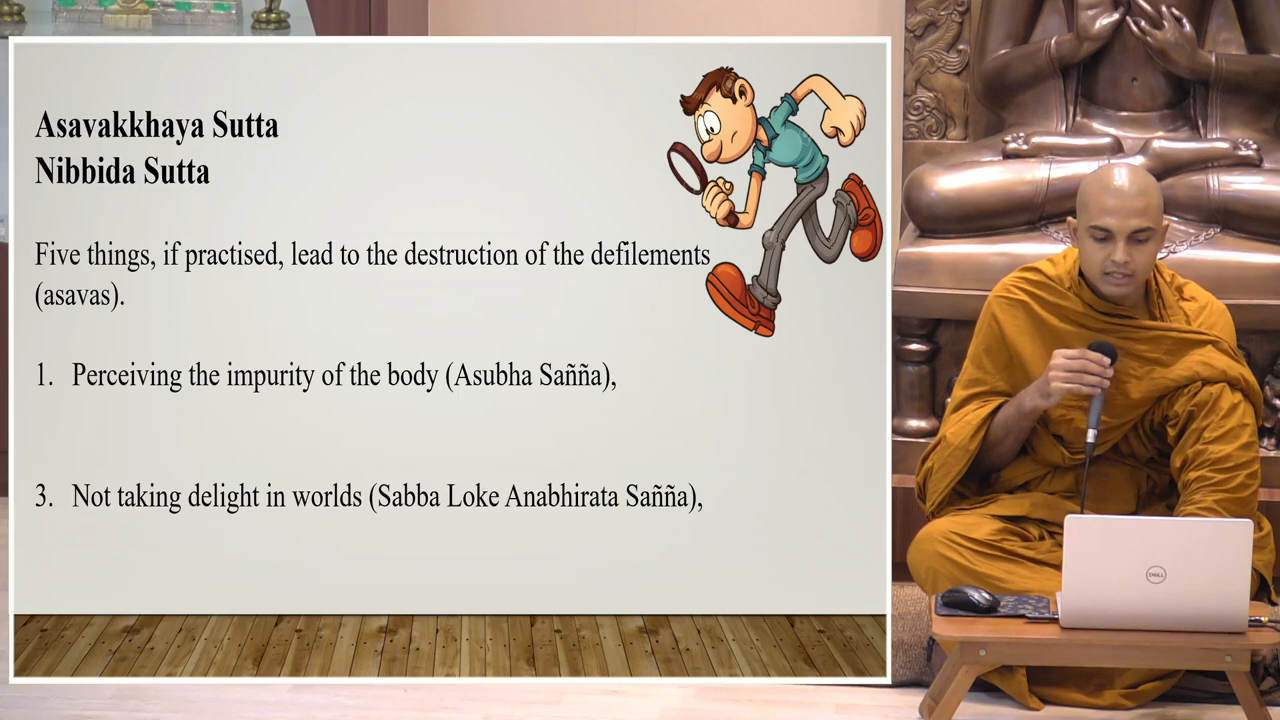 Asavakkhaya Sutta
Nibbida Sutta
Five things, if practised, lead to the destruction of the defilements
(asavas).
1. Perceiving the impurity of the body (Asubha Sañña),
3. Not taking delight in worlds (Sabba Loke Anabhirata Sañña),
DELL